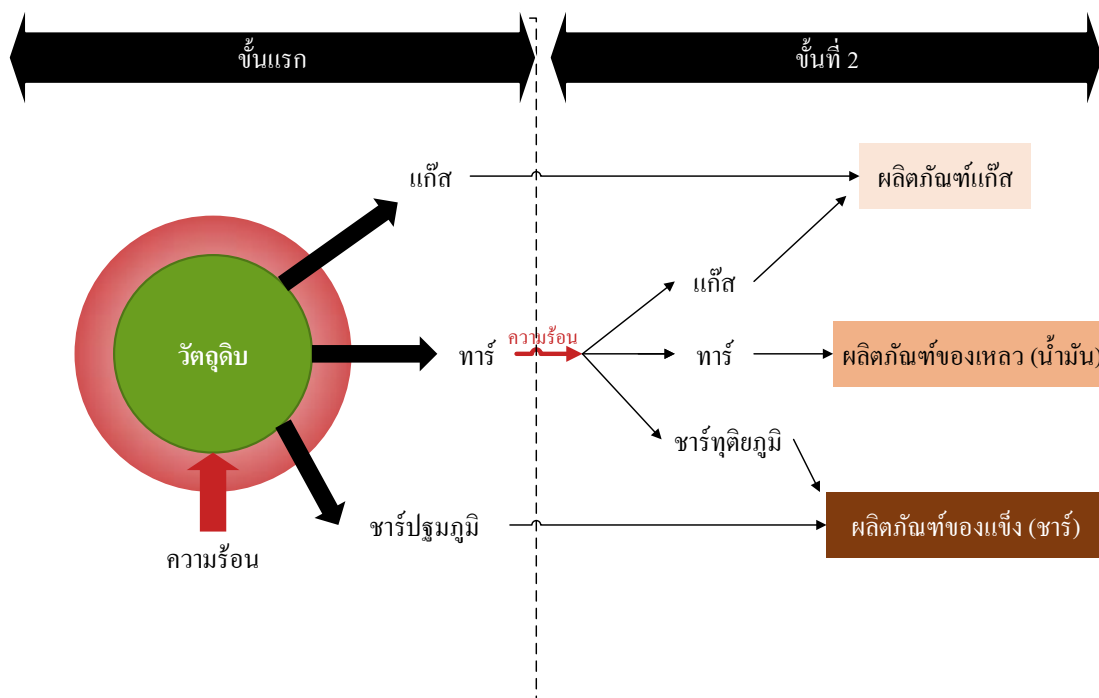 ขั้นแรก
ขั้นที่ 2
แก๊ส
ผลิตภัณฑ์แก๊ส
แก๊ส
ความร้อน
วัตถุดิบ
ทาร์
ทาร์
ผลิตภัณฑ์ของเหลว (น้ำมัน)
ชาร์ทุติยภูมิ
ชาร์ปฐมภูมิ
ผลิตภัณฑ์ของแข็ง (ชาร์)
ความร้อน